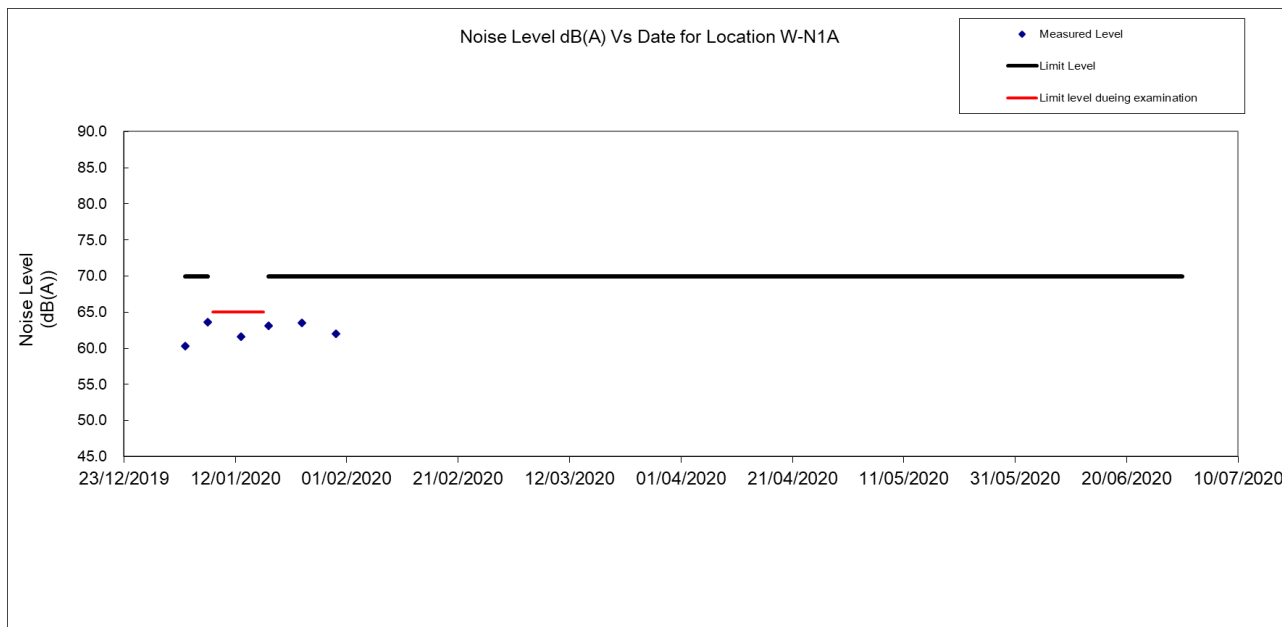 Noise Level dB(A) Vs Date for Location W-N1A
Measured Level
Limit Level
Limit level dueing examination
90.0
85.0
80.0
75.0
70.0
65.0
60.0
55.0
50.0
45.0
Noise Level
(dB(A))
23/12/2019 12/01/2020 01/02/2020 21/02/2020 12/03/2020 01/04/2020 21/04/2020 11/05/2020 31/05/2020 20/06/2020 10/07/2020